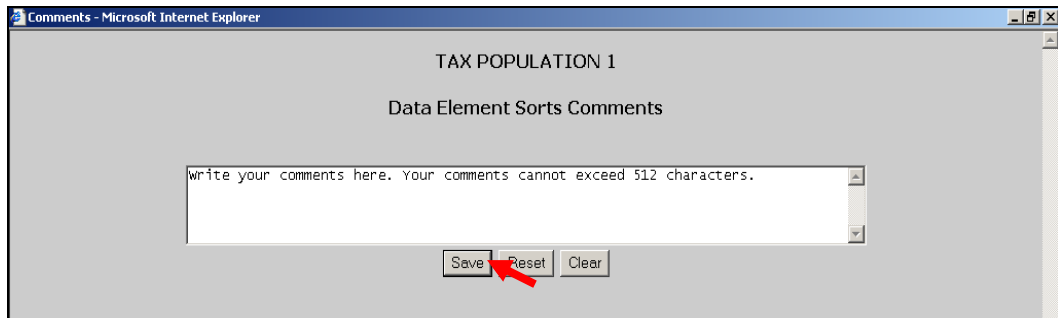 Comments - Microsoft Internet Explorer
TAX POPULATION 1
Data Element Sorts Comments
Write your comments here. Your comments cannot exceed 512 characters.
Save Reset Clear